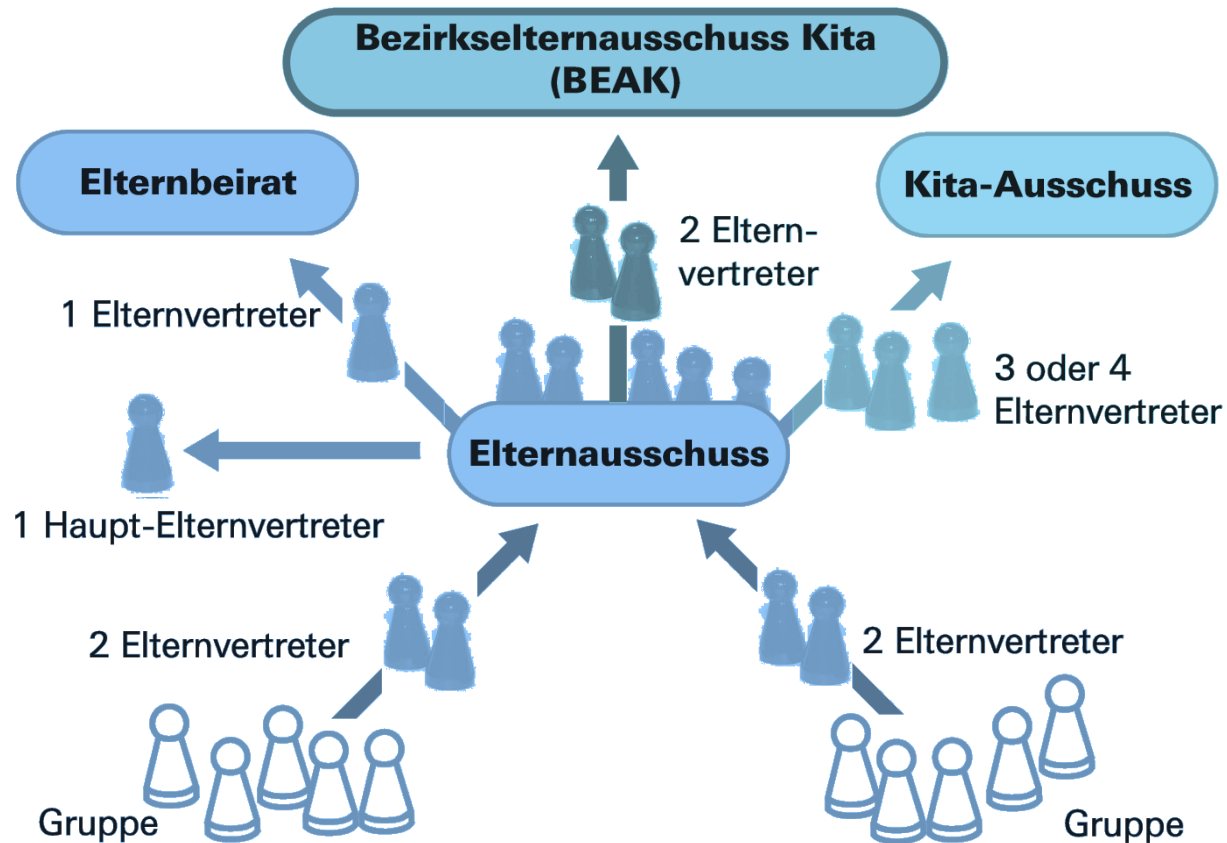 Bezirkselternausschuss Kita
(BEAK)
Elternbeirat
Kita-Ausschuss
2 Eltern-
vertreter
1 Elternvertreter
3 oder 4
Elternvertreter
Elternausschuss
1 Haupt-Elternvertreter
2 Elternvertreter
2 Elternvertreter
Gruppe
Gruppe